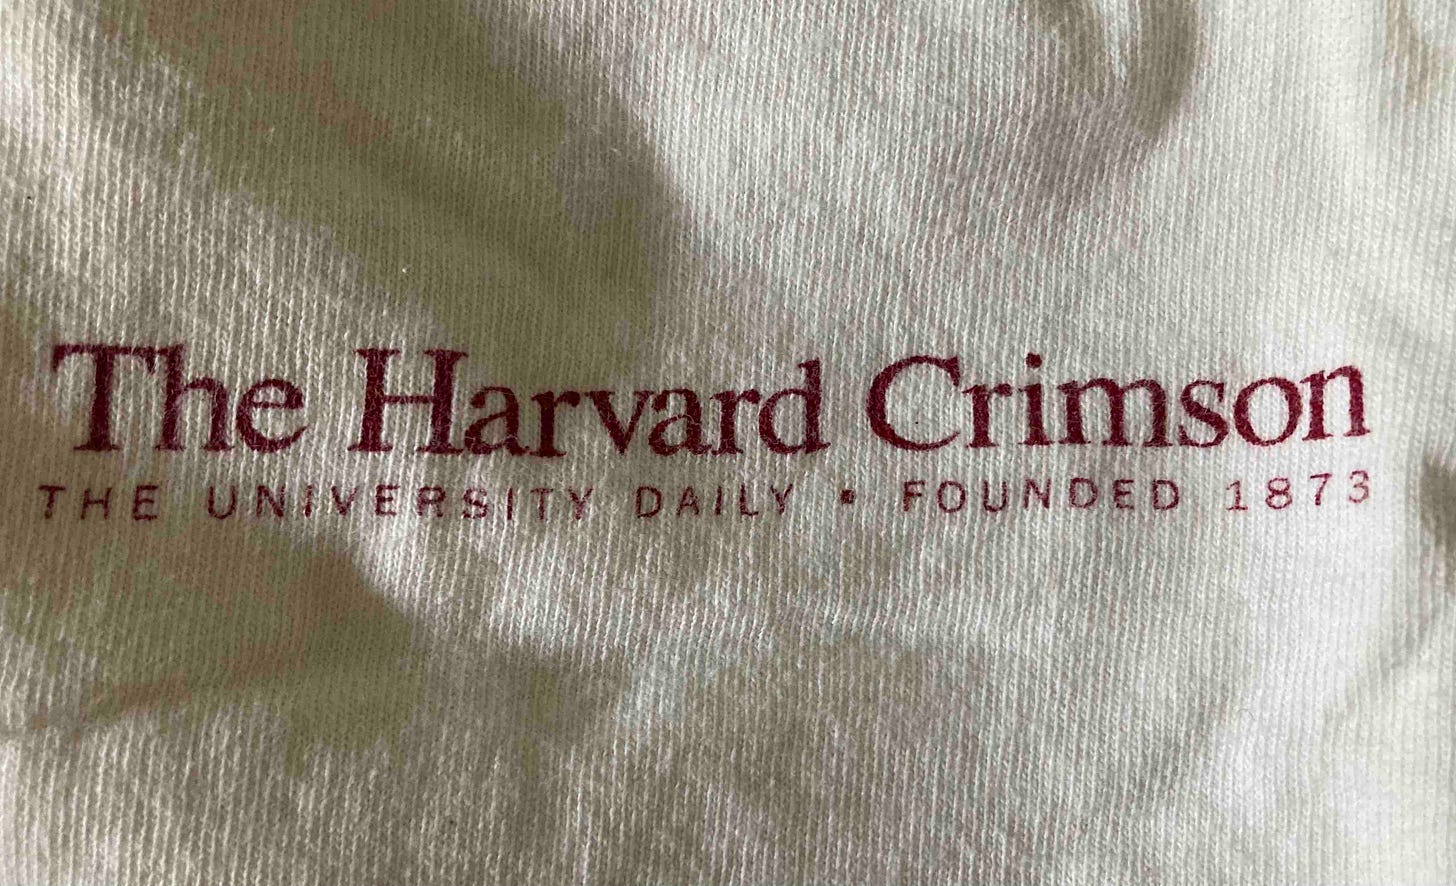 The Harvard Crimson
THE UNIVERSITY DAILY • FOUNDED 1873